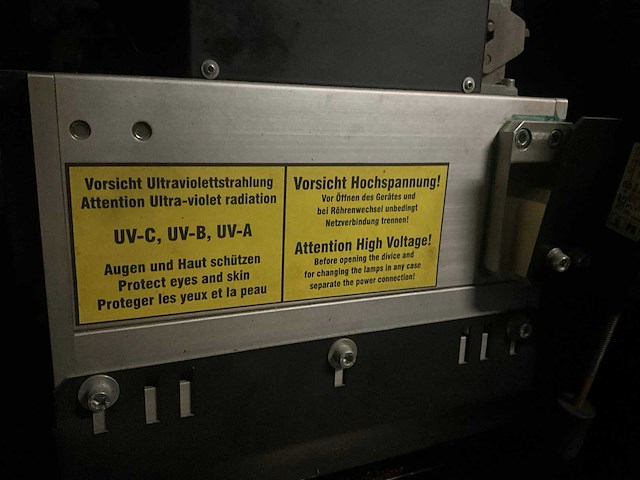 Vorsicht Ultraviolettstrahlung
Attention Ultra-violet radiation
UV-C, UV-B, UV-A
Augen und Haut schützen
Protect eyes and skin
Proteger les yeux et la peau
Vorsicht Hochspannung!
Vor Öffnen des Gerätes und
bei Röhrenwechsel unbedingt
Netzverbindung trennen!
Attention High Voltage!
Before opening the divice and
for changing the lamps in any case
separate the power connection!